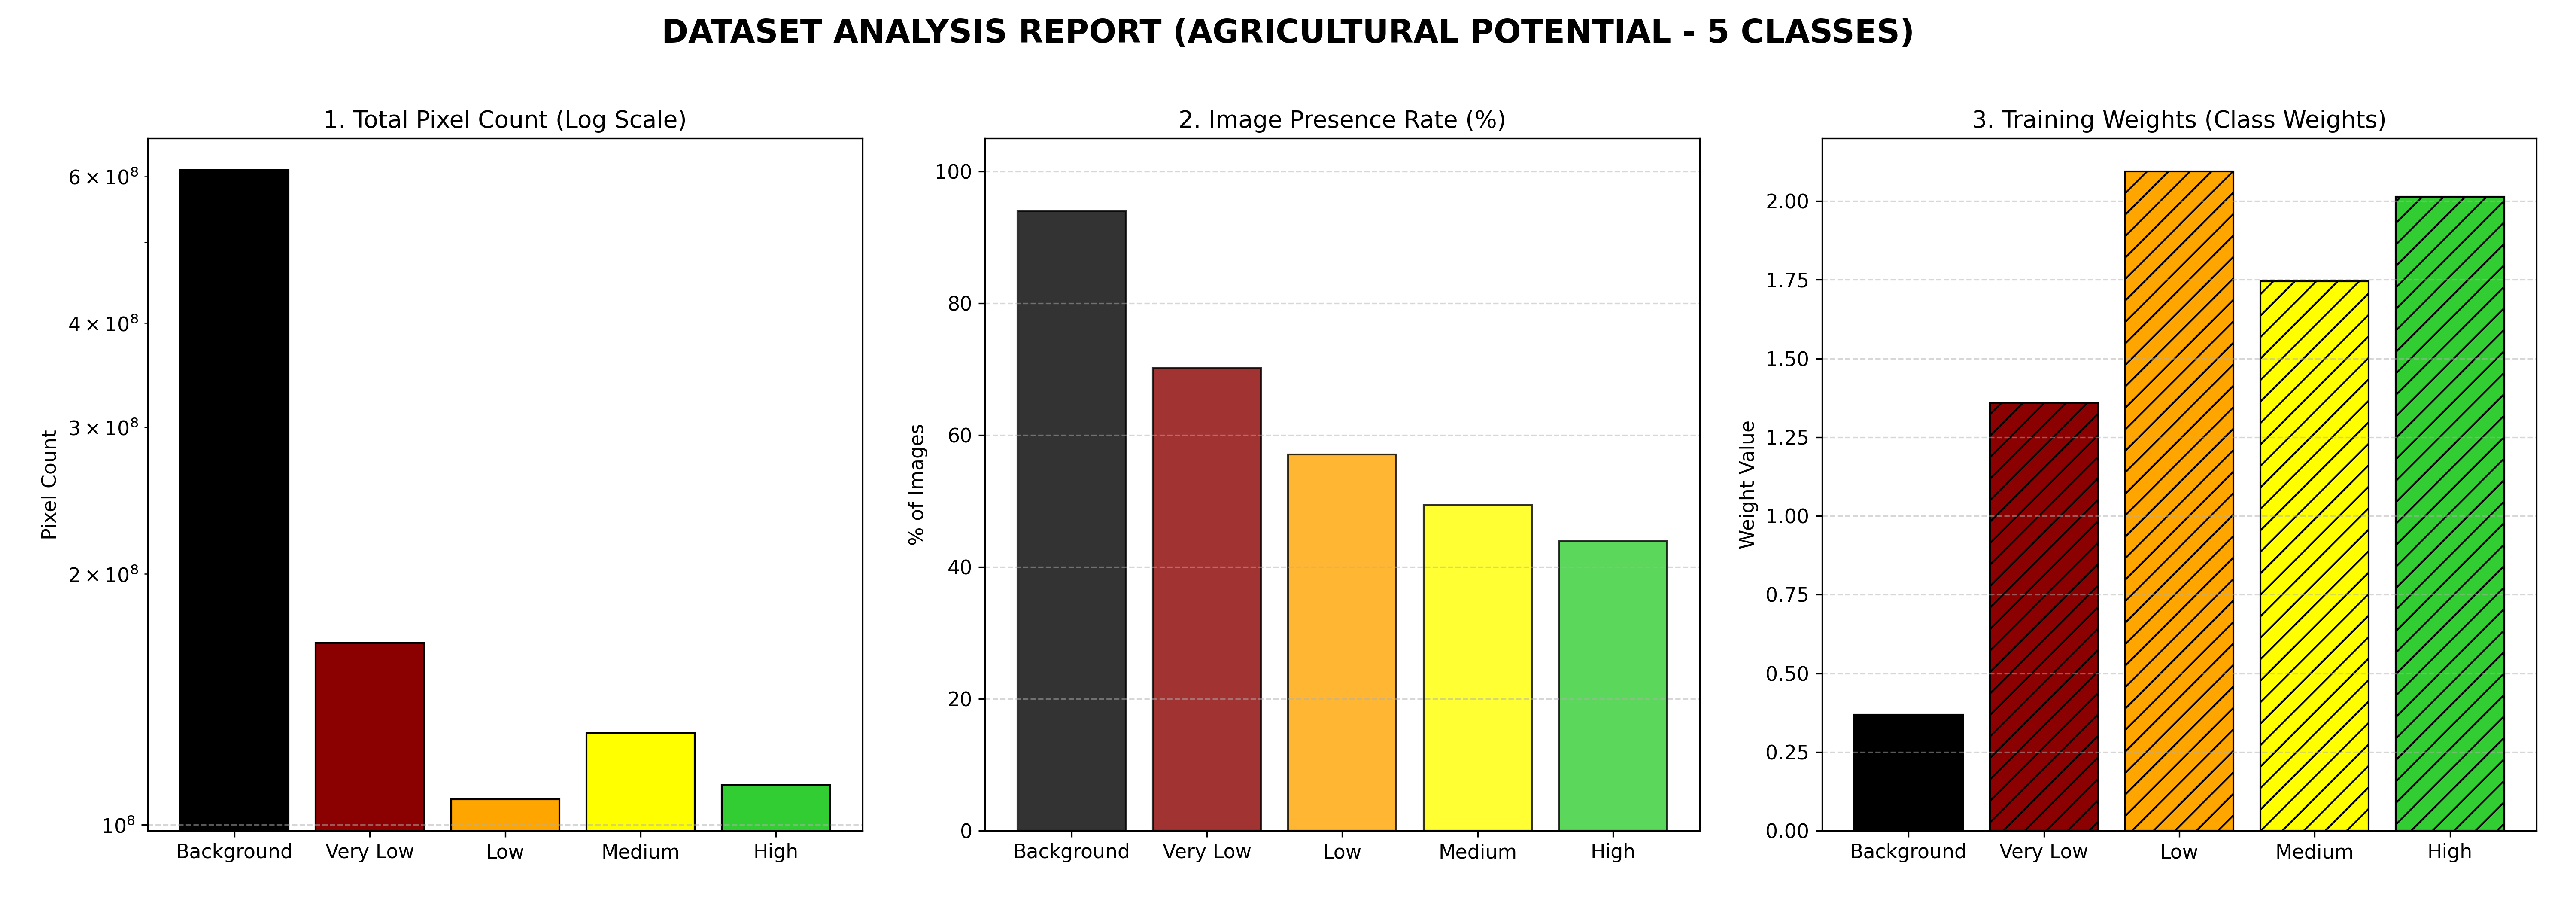 DATASET ANALYSIS REPORT (AGRICULTURAL POTENTIAL - 5 CLASSES)
1. Total Pixel Count (Log Scale)
6 × 10⁸
4 × 10⁸
3 × 10⁸
2 × 10⁸
10⁸
Pixel Count
Background Very Low Low Medium High
2. Image Presence Rate (%)
100
80
60
40
20
0
% of Images
Background Very Low Low Medium High
3. Training Weights (Class Weights)
2.00
1.75
1.50
1.25
1.00
0.75
0.50
0.25
0.00
Weight Value
Background Very Low Low Medium High